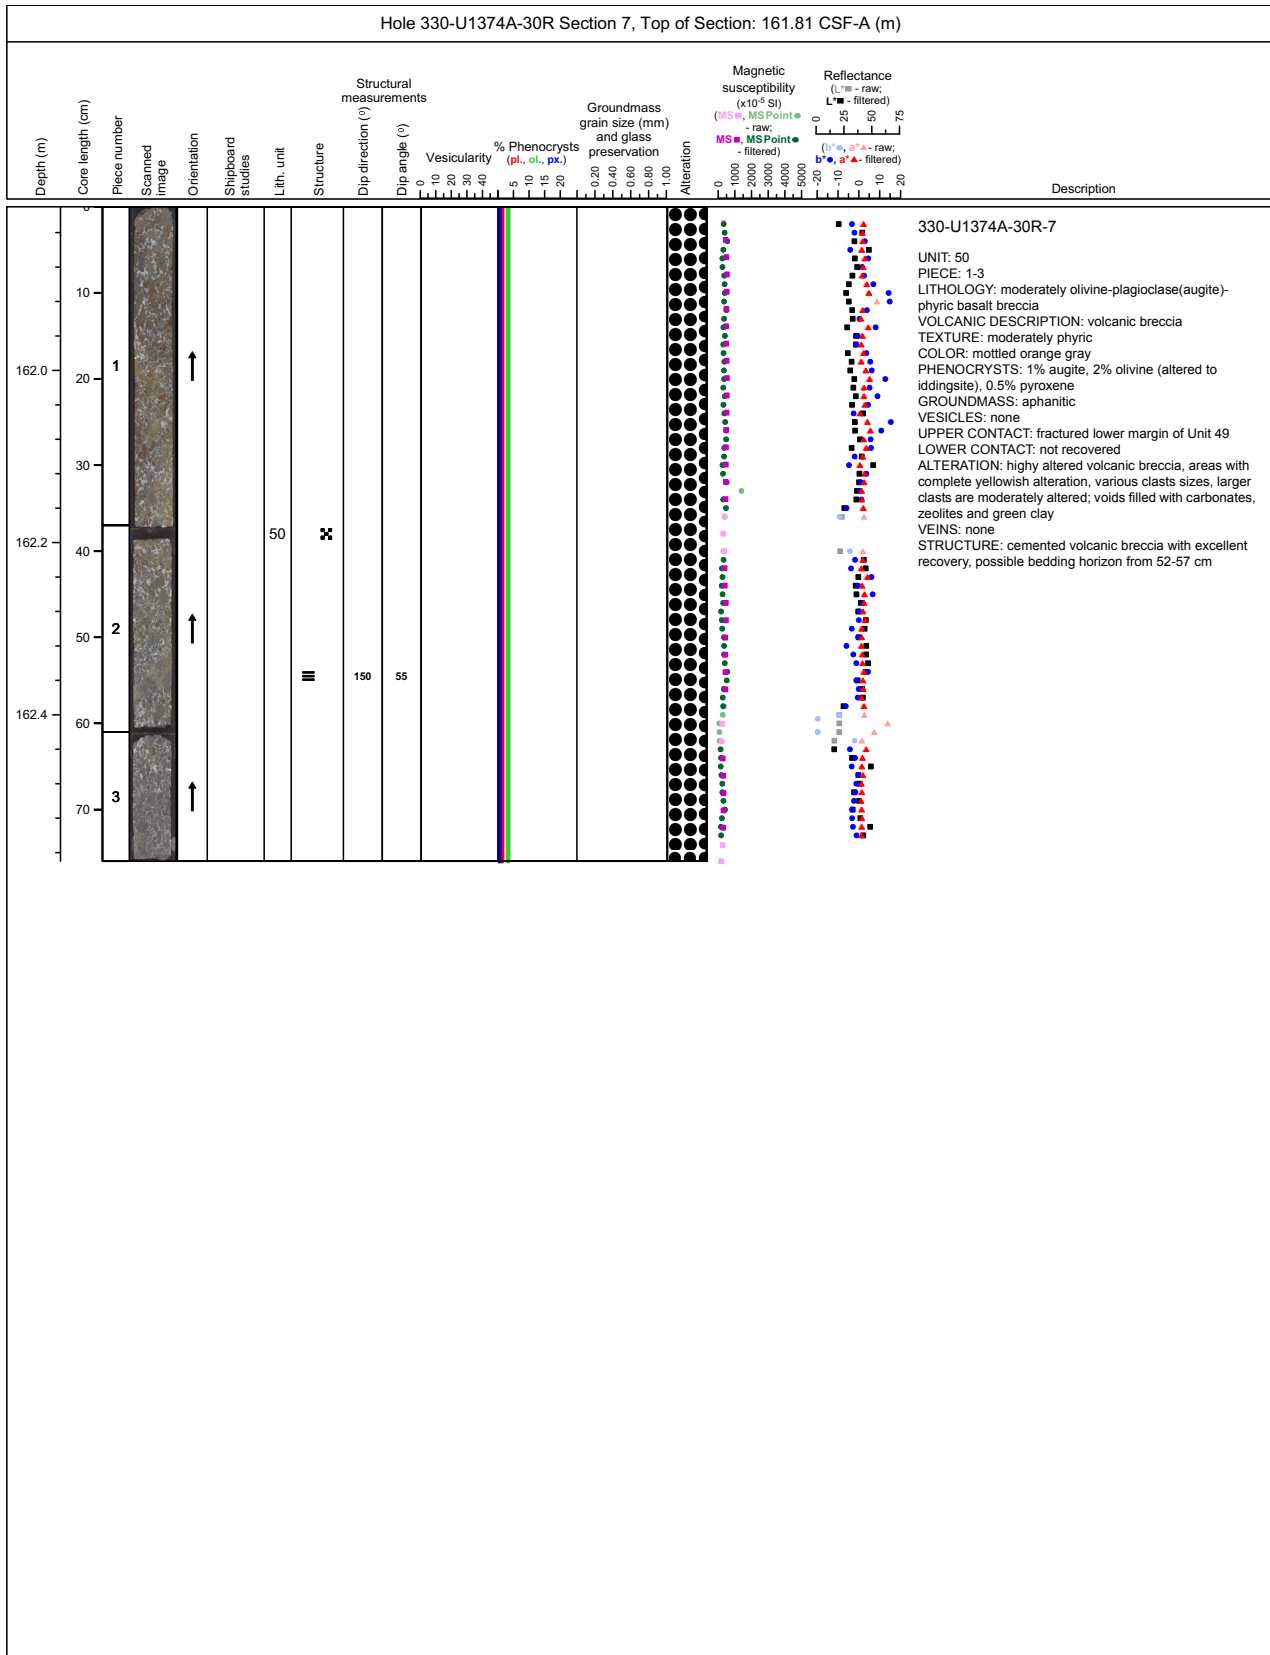 Hole 330-U1374A-30R Section 7, Top of Section: 161.81 CSF-A (m)
Depth (m)
Core length (cm)
Piece number
Scanned
image
Orientation
Shipboard
studies
Lith. unit
Structure
Structural
measurements
Dip direction (°)
Dip angle (°)
Vesicularity
0 10 20 30 40
% Phenocrysts
(pl., ol., px.)
5 10 15 20
Groundmass
grain size (mm)
and glass
preservation
0.20 0.40 0.60 0.80 1.00
Alteration
Magnetic
susceptibility
(x10⁻⁵ SI)
(MS■, MSPoint●
- raw;
MS■, MSPoint●
- filtered)
0 1000 2000 3000 4000 5000
Reflectance
(L*■ - raw;
L*■ - filtered)
0 25 50 75
(b*●, a*▲- raw;
b*●, a*▲- filtered)
-20 -10 0 10 20
Description
0
10
20
30
40
50
60
70
162.0
162.2
162.4
1
2
3
50
150
55
330-U1374A-30R-7
UNIT: 50
PIECE: 1-3
LITHOLOGY: moderately olivine-plagioclase(augite)-
phyric basalt breccia
VOLCANIC DESCRIPTION: volcanic breccia
TEXTURE: moderately phyric
COLOR: mottled orange gray
PHENOCRYSTS: 1% augite, 2% olivine (altered to
iddingsite), 0.5% pyroxene
GROUNDMASS: aphanitic
VESICLES: none
UPPER CONTACT: fractured lower margin of Unit 49
LOWER CONTACT: not recovered
ALTERATION: highy altered volcanic breccia, areas with
complete yellowish alteration, various clasts sizes, larger
clasts are moderately altered; voids filled with carbonates,
zeolites and green clay
VEINS: none
STRUCTURE: cemented volcanic breccia with excellent
recovery, possible bedding horizon from 52-57 cm